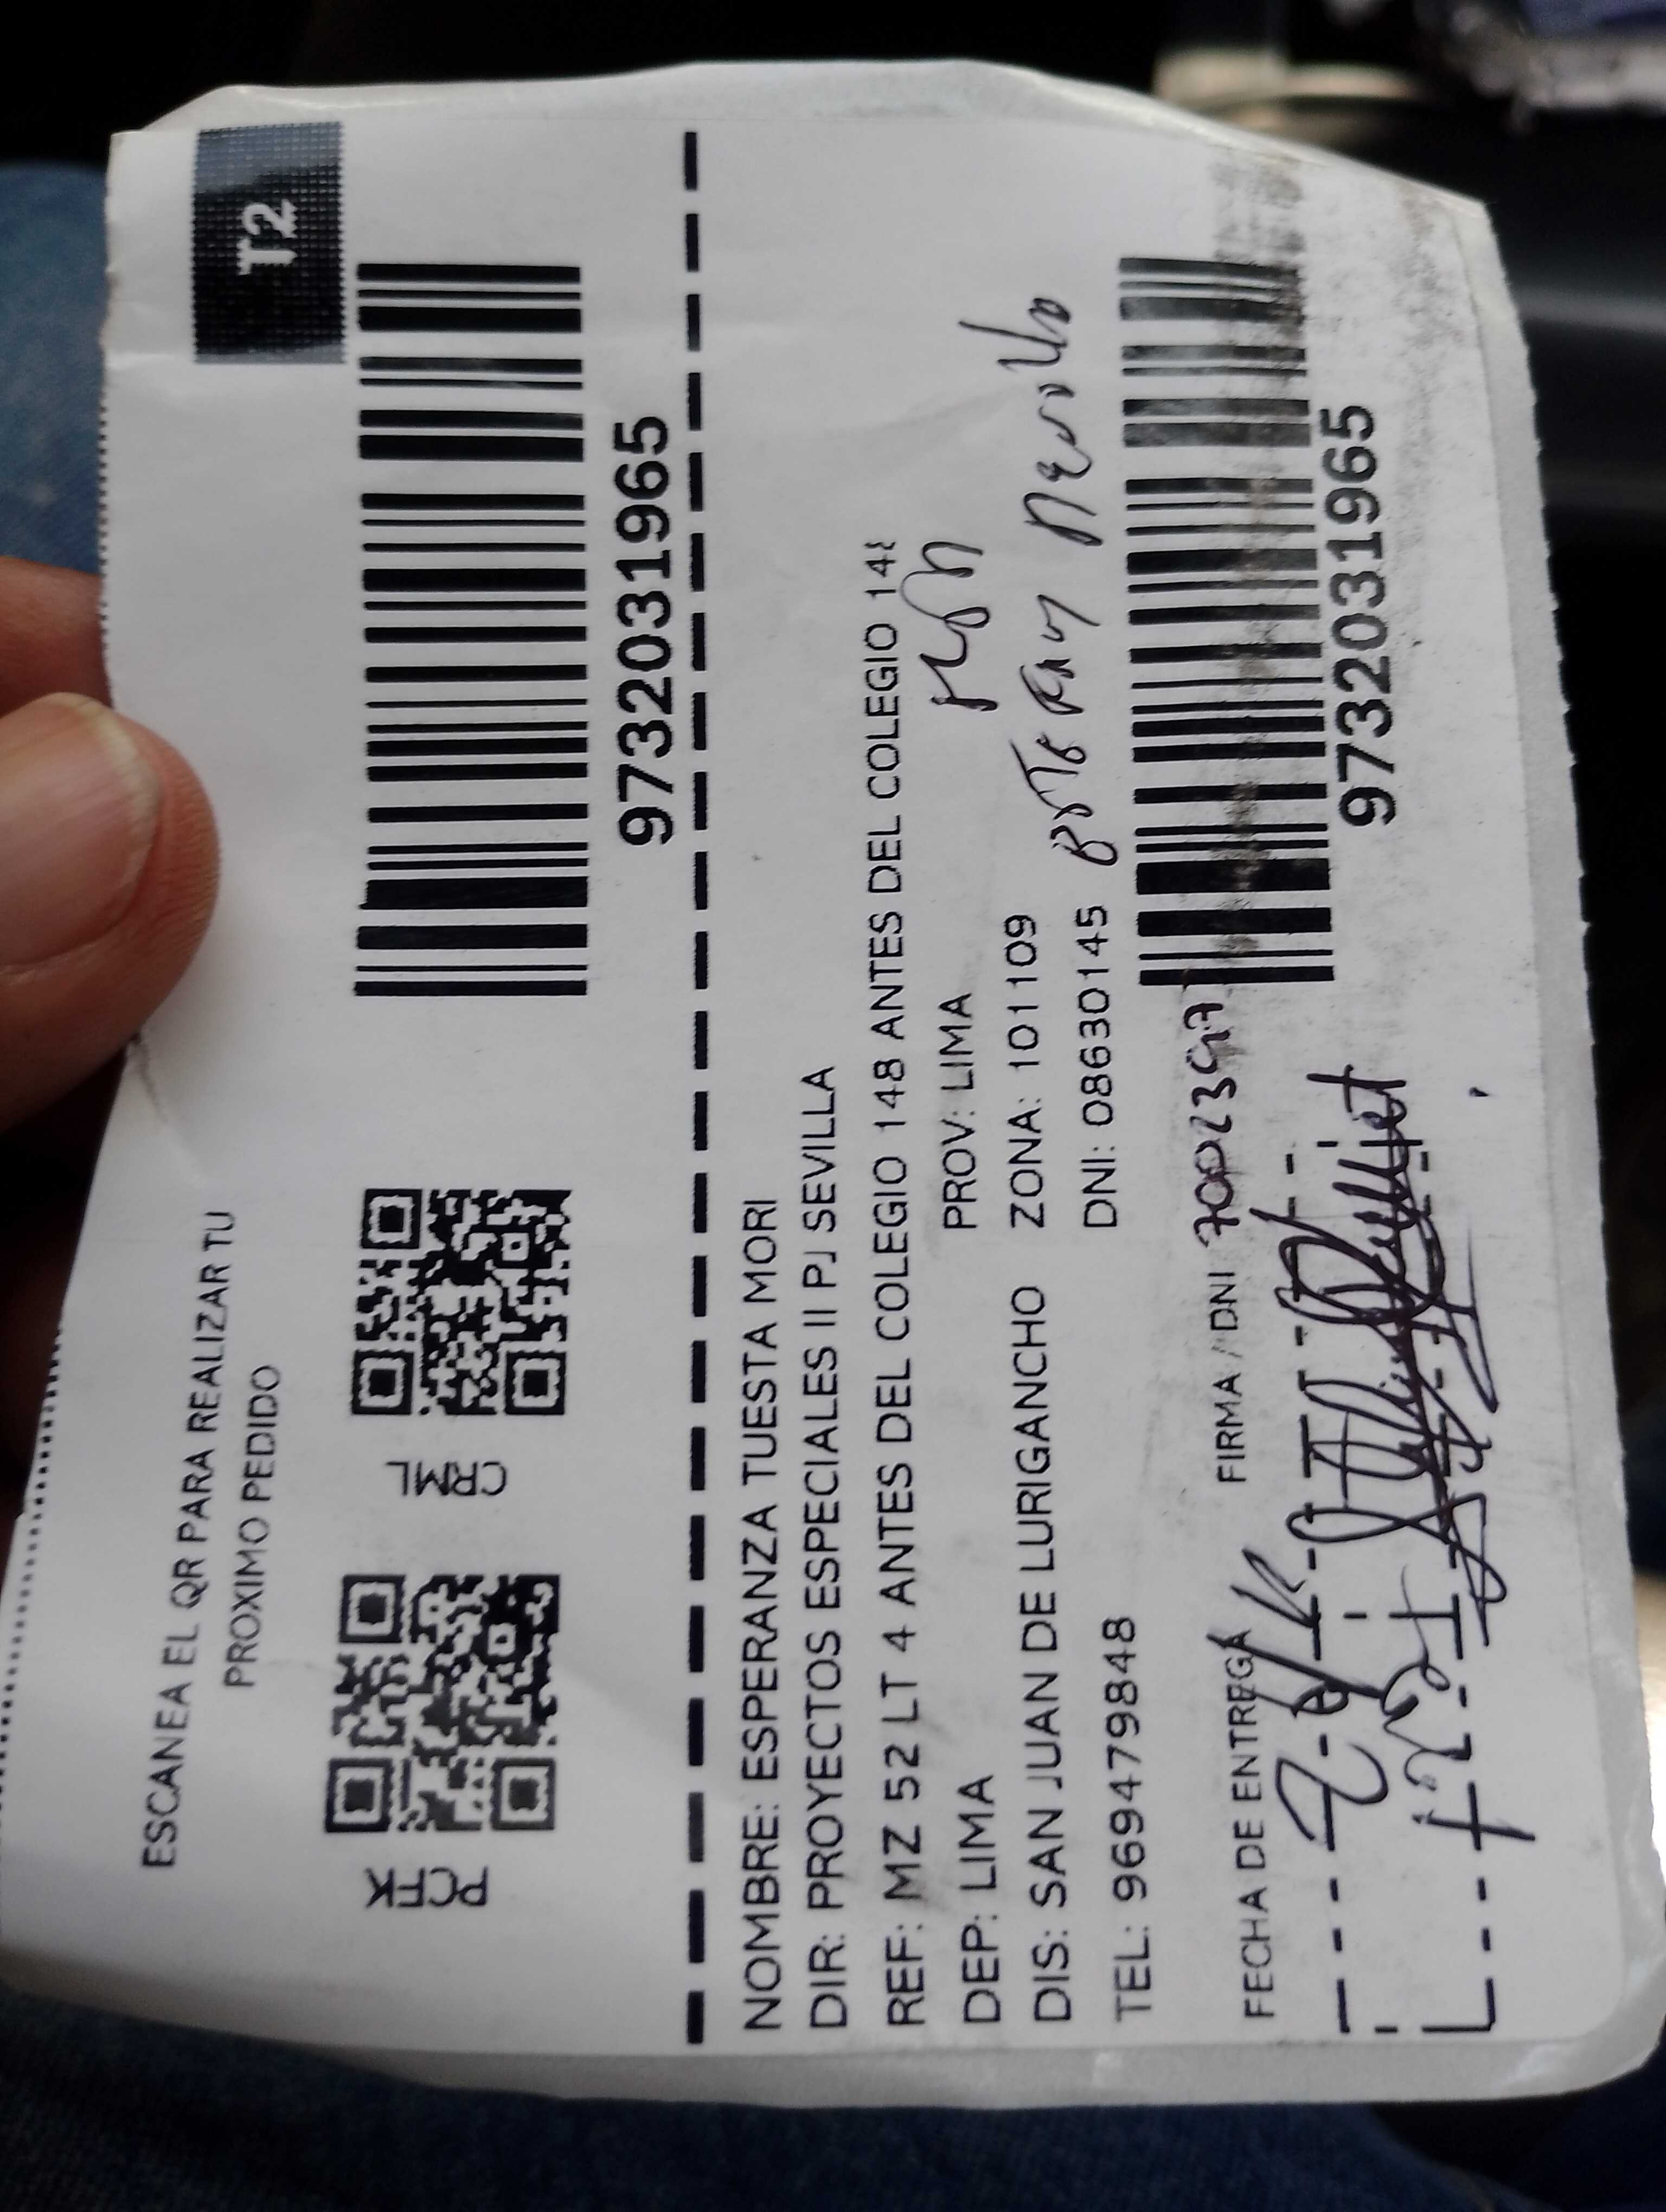 T2
ESCANEA EL QR PARA REALIZAR TU
PROXIMO PEDIDO
PCFK
CRML
9732031965
NOMBRE: ESPERANZA TUESTA MORI
DIR: PROYECTOS ESPECIALES II PJ SEVILLA
REF: MZ 52 LT 4 ANTES DEL COLEGIO 148 ANTES DEL COLEGIO 148
DEP: LIMA PROV: LIMA
DIS: SAN JUAN DE LURIGANCHO ZONA: 101109
TEL: 969479848 DNI: 08630145
FECHA DE ENTREGA FIRMA / DNI
9732031965